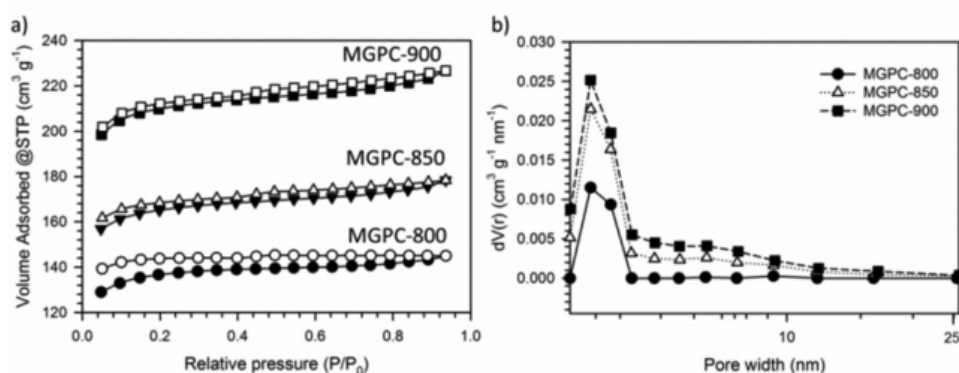 a)
Volume Adsorbed @STP (cm³ g⁻¹)
240
220
200
180
160
140
120
MGPC-900
MGPC-850
MGPC-800
0.0 0.2 0.4 0.6 0.8 1.0
Relative pressure (P/P₀)
b)
dV(r) (cm³ g⁻¹ nm⁻¹)
0.030
0.025
0.020
0.015
0.010
0.005
0.000
MGPC-800
MGPC-850
MGPC-900
10 25
Pore width (nm)